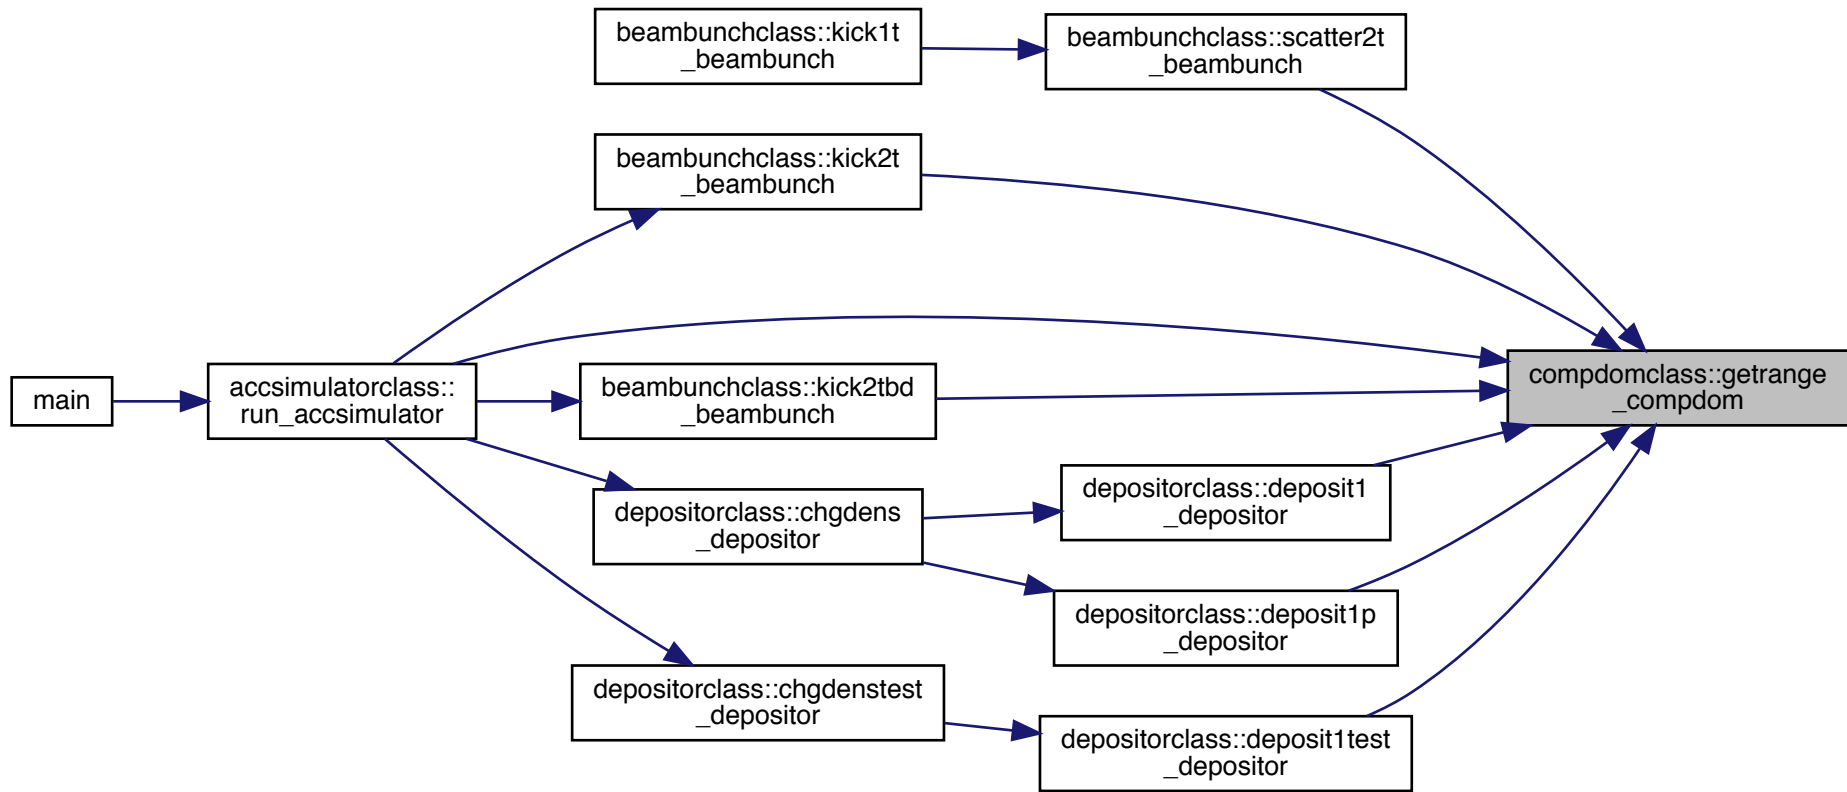 beambunchclass::kick1t
_beambunch
beambunchclass::scatter2t
_beambunch
beambunchclass::kick2t
_beambunch
main
accsimulatorclass::
run_accsimulator
beambunchclass::kick2tbd
_beambunch
compdomclass::getrange
_compdom
depositorclass::chgdens
_depositor
depositorclass::deposit1
_depositor
depositorclass::deposit1p
_depositor
depositorclass::chgdenstest
_depositor
depositorclass::deposit1test
_depositor